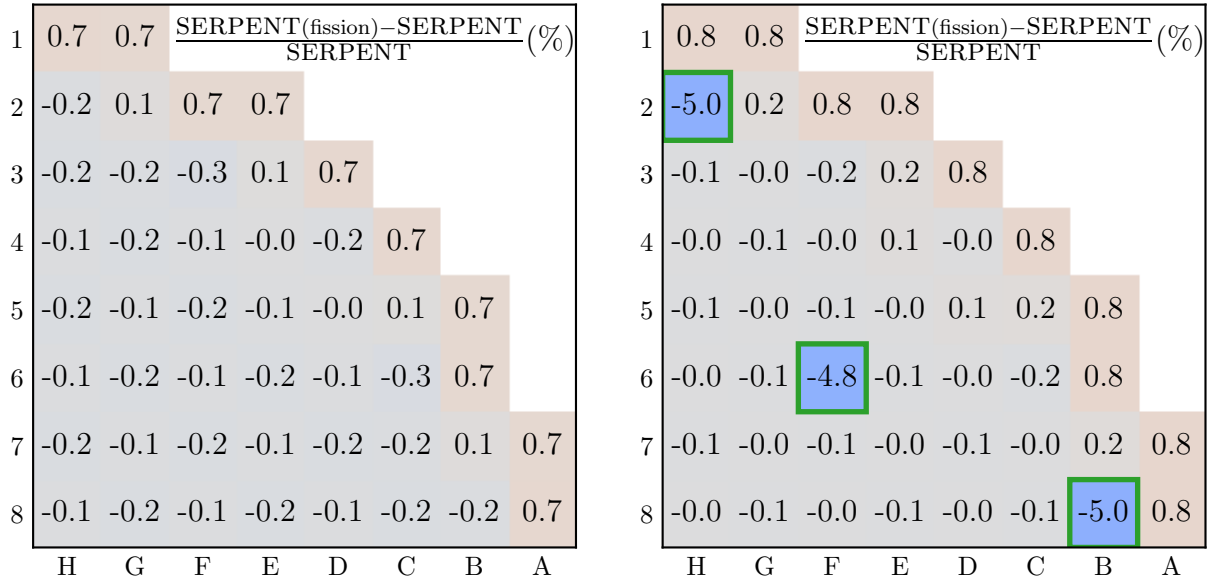 1 0.7 0.7 SERPENT(fission)−SERPENT
SERPENT (%)
2 -0.2 0.1 0.7 0.7
3 -0.2 -0.2 -0.3 0.1 0.7
4 -0.1 -0.2 -0.1 -0.0 -0.2 0.7
5 -0.2 -0.1 -0.2 -0.1 -0.0 0.1 0.7
6 -0.1 -0.2 -0.1 -0.2 -0.1 -0.3 0.7
7 -0.2 -0.1 -0.2 -0.1 -0.2 -0.2 0.1 0.7
8 -0.1 -0.2 -0.1 -0.2 -0.1 -0.2 -0.2 0.7
H G F E D C B A
1 0.8 0.8 SERPENT(fission)−SERPENT
SERPENT (%)
2 -5.0 0.2 0.8 0.8
3 -0.1 -0.0 -0.2 0.2 0.8
4 -0.0 -0.1 -0.0 0.1 -0.0 0.8
5 -0.1 -0.0 -0.1 -0.0 0.1 0.2 0.8
6 -0.0 -0.1 -4.8 -0.1 -0.0 -0.2 0.8
7 -0.1 -0.0 -0.1 -0.0 -0.1 -0.0 0.2 0.8
8 -0.0 -0.1 -0.0 -0.1 -0.0 -0.1 -5.0 0.8
H G F E D C B A